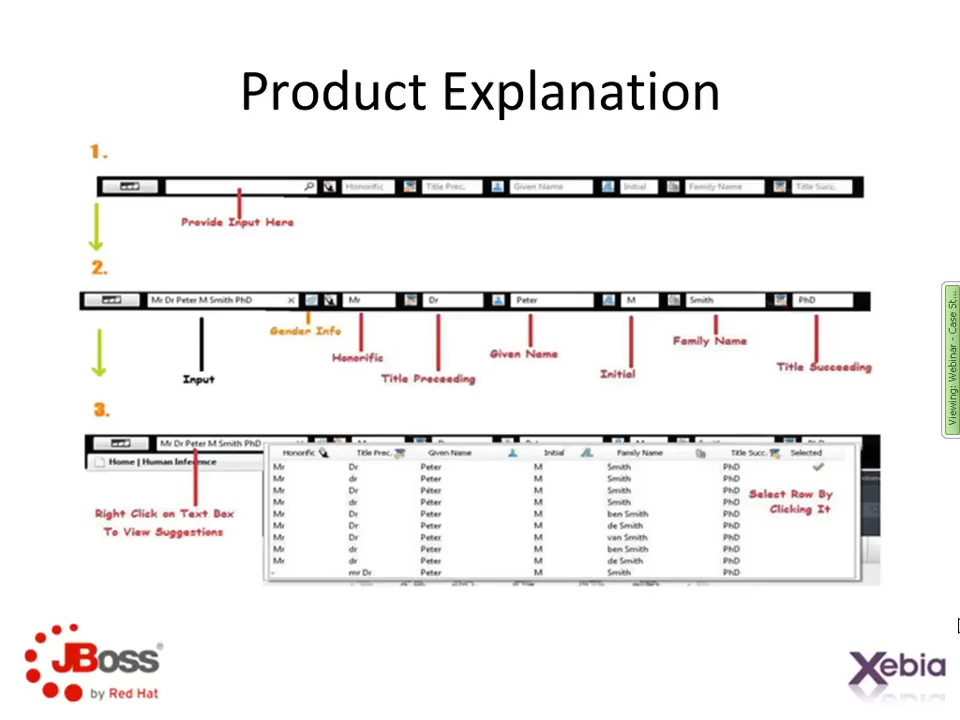 Product Explanation
1.
Honorific Title Prec. Given Name Initial Family Name Title Succ.
Provide Input Here
2.
Mr Dr Peter M Smith PhD Mr Dr Peter M Smith PhD
Gender Info
Input
Honorific
Title Preceeding
Given Name
Initial
Family Name
Title Succeeding
3.
Mr Dr Peter M Smith PhD
Home | Human Inference
Honorific Title Prec. Given Name Initial Family Name Title Succ. Selected
Mr Dr Peter M Smith PhD
Mr dr Peter M Smith PhD
Mr Dr Péter M Smith PhD
Mr dr Péter M Smith PhD
Mr Dr Peter M ben Smith PhD
Mr Dr Peter M de Smith PhD
Mr Dr Peter M van Smith PhD
Mr dr Peter M ben Smith PhD
Mr dr Peter M de Smith PhD
- mr Dr Peter M Smith PhD
Select Row By
Clicking It
Right Click on Text Box
To View Suggestions
JBoss
by Red Hat
Xebia
Viewing: Webinar - Case St...